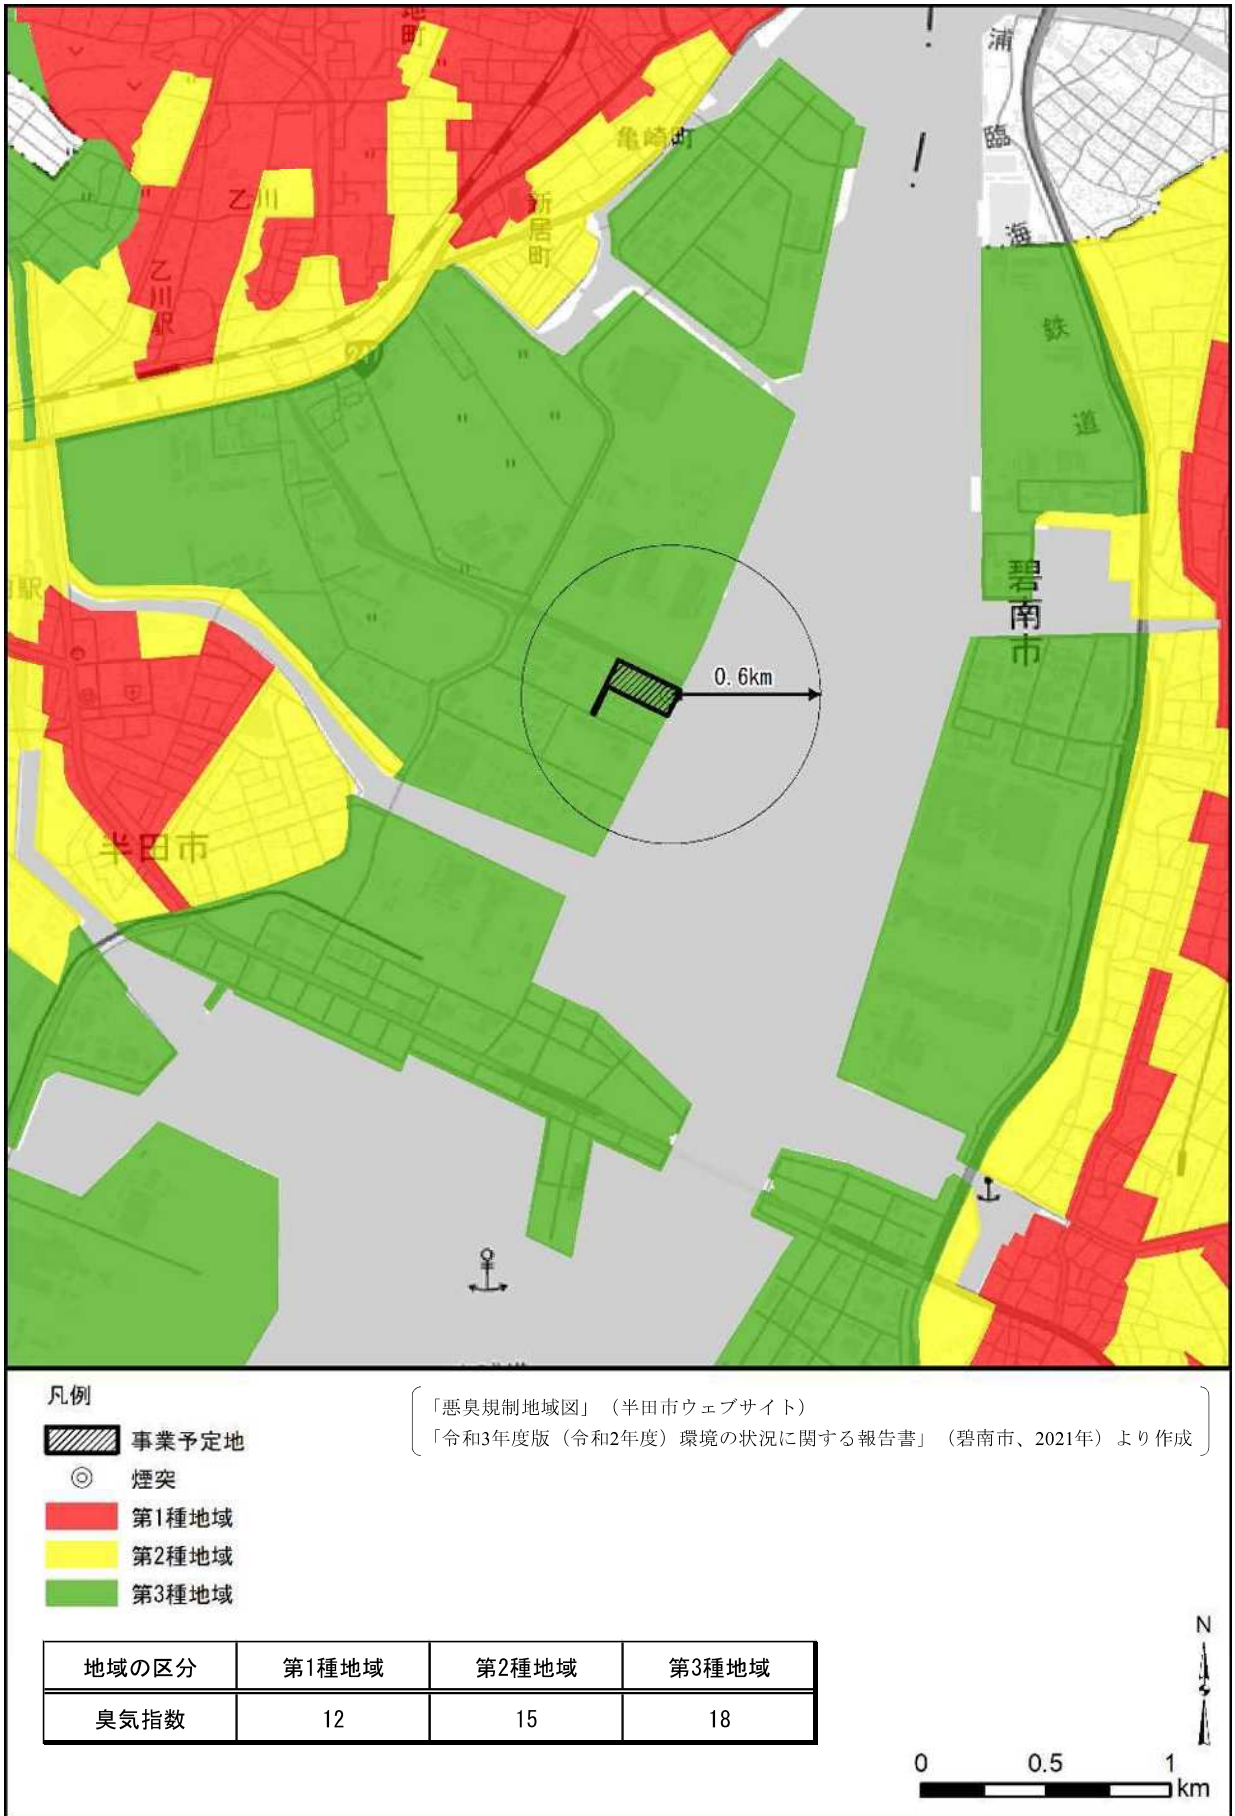 浦
臨
海
鉄
道
亀崎町
新居町
乙川
乙川駅
碧南市
0.6km
半田市
凡例
事業予定地
煙突
第1種地域
第2種地域
第3種地域
「悪臭規制地域図」（半田市ウェブサイト）
「令和3年度版（令和2年度）環境の状況に関する報告書」（碧南市、2021年）より作成
地域の区分 第1種地域 第2種地域 第3種地域
臭気指数 12 15 18
N
0 0.5 1
km